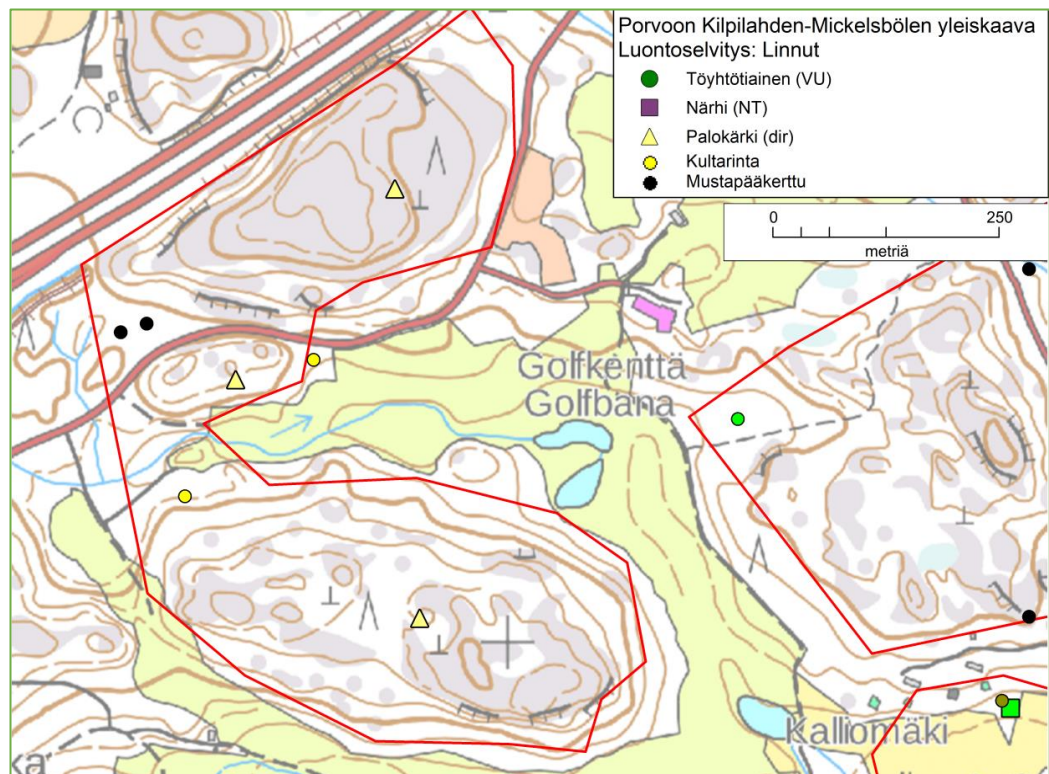 Porvoon Kilpilahden-Mickelsbölen yleiskaava
Luontoselvitys: Linnut
Töyhtötiainen (VU)
Närhi (NT)
Palokärki (dir)
Kultarinta
Mustapääkerttu
0 250
metriä
Golfkenttä
Golfbana
Kalliomäki
ka